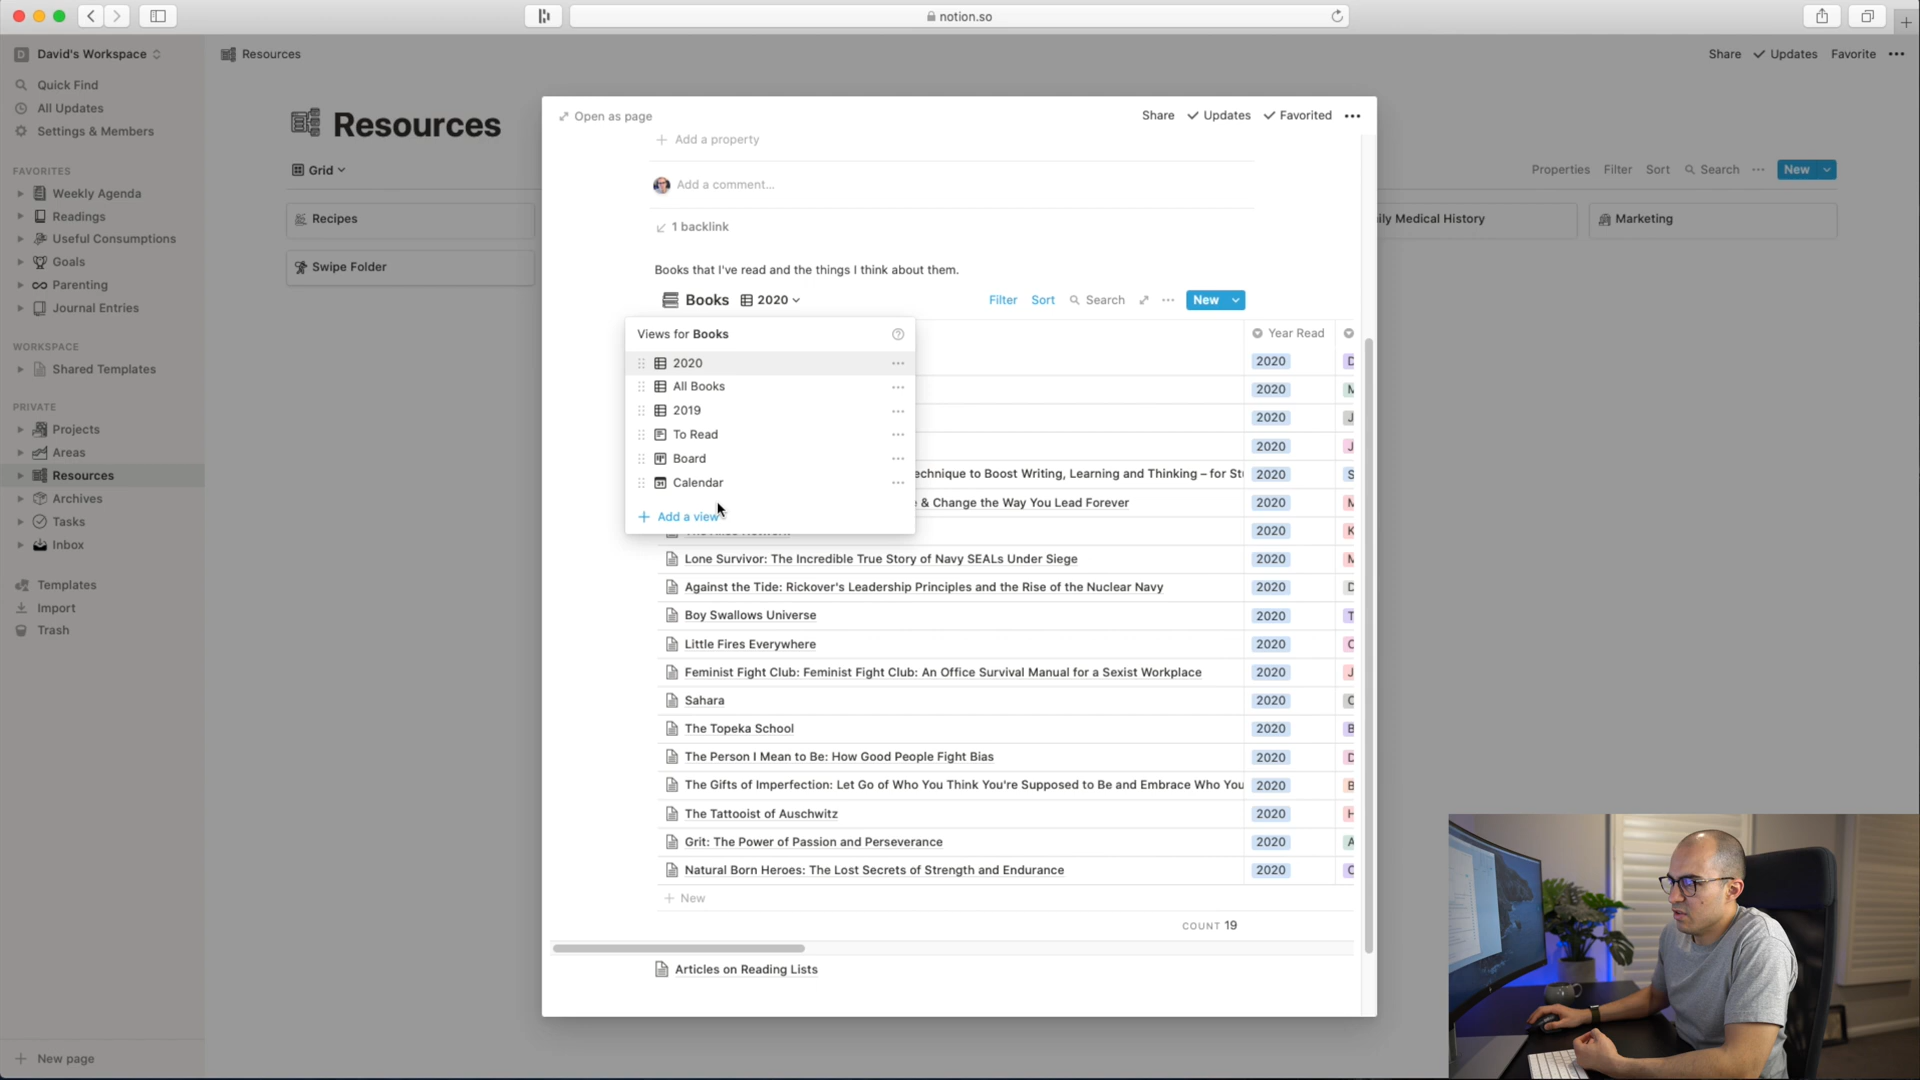 notion.so
David's Workspace
Resources
Share
Updates
Favorite
Quick Find
All Updates
Settings & Members
FAVORITES
Weekly Agenda
Readings
Useful Consumptions
Goals
Parenting
Journal Entries
WORKSPACE
Shared Templates
PRIVATE
Projects
Areas
Resources
Archives
Tasks
Inbox
Templates
Import
Trash
New page
Resources
Grid
Properties
Filter
Sort
Search
New
Recipes
Swipe Folder
ily Medical History
Marketing
Open as page
Share
Updates
Favorited
Add a property
Add a comment...
1 backlink
Books that I've read and the things I think about them.
Books
2020
Filter
Sort
Search
New
Views for Books
2020
All Books
2019
To Read
Board
Calendar
Add a view
Year Read
2020 D
2020 M
2020 J
2020 J
echnique to Boost Writing, Learning and Thinking – for St 2020 S
& Change the Way You Lead Forever 2020 M
2020 K
Lone Survivor: The Incredible True Story of Navy SEALs Under Siege 2020 M
Against the Tide: Rickover's Leadership Principles and the Rise of the Nuclear Navy 2020 D
Boy Swallows Universe 2020 T
Little Fires Everywhere 2020 C
Feminist Fight Club: Feminist Fight Club: An Office Survival Manual for a Sexist Workplace 2020 J
Sahara 2020 C
The Topeka School 2020 B
The Person I Mean to Be: How Good People Fight Bias 2020 D
The Gifts of Imperfection: Let Go of Who You Think You're Supposed to Be and Embrace Who You 2020 B
The Tattooist of Auschwitz 2020 H
Grit: The Power of Passion and Perseverance 2020 A
Natural Born Heroes: The Lost Secrets of Strength and Endurance 2020 C
New
COUNT 19
Articles on Reading Lists